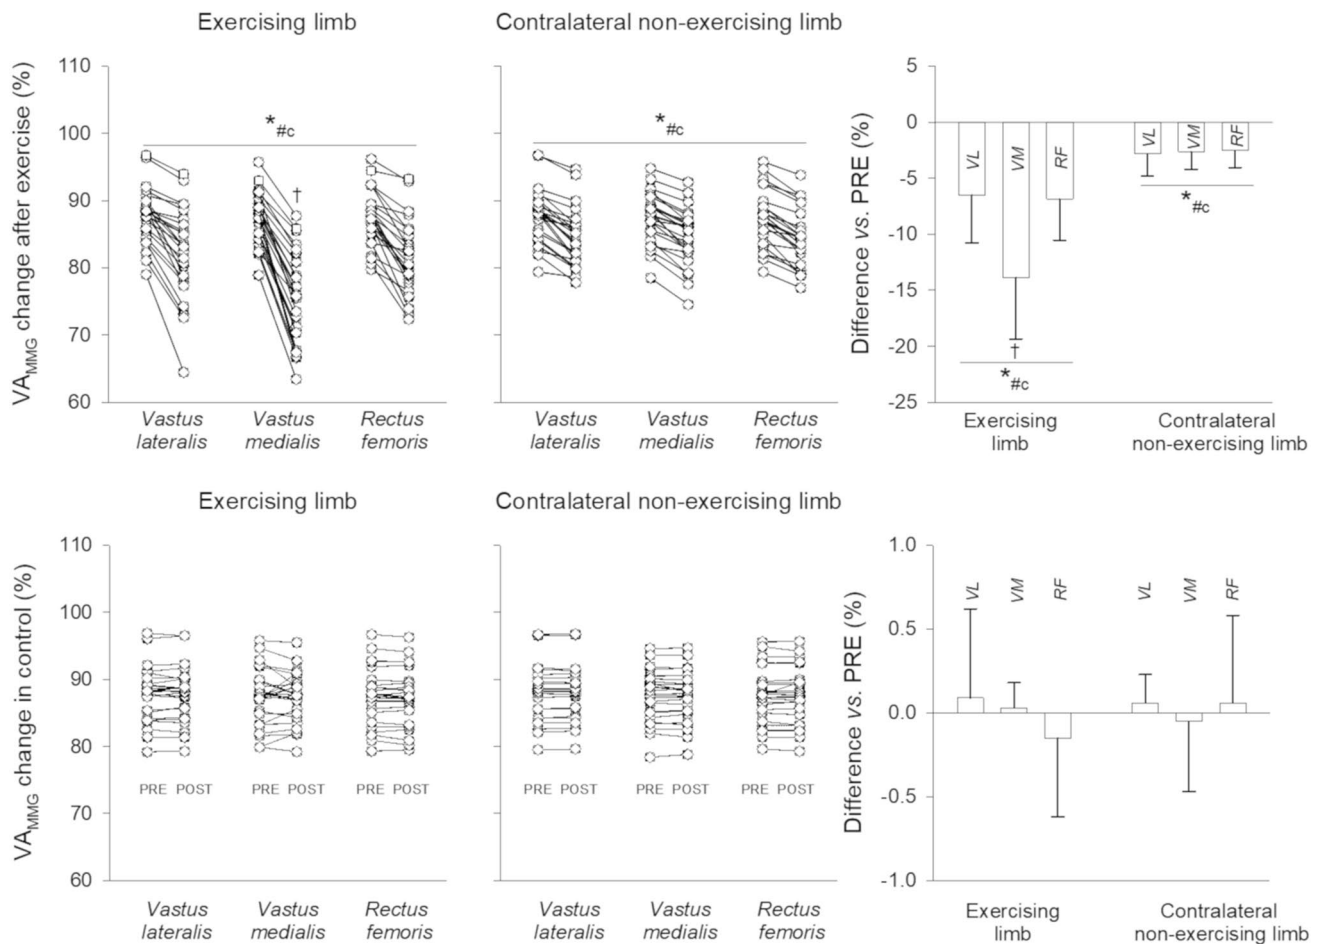 Exercising limb
Contralateral non-exercising limb
VAMMG change after exercise (%)
110
100
90
80
70
60
*#c
†
Vastus
lateralis
Vastus
medialis
Rectus
femoris
*#c
Vastus
lateralis
Vastus
medialis
Rectus
femoris
Difference vs. PRE (%)
5
0
-5
-10
-15
-20
-25
VL
VM
RF
VL
VM
RF
†
*#c
*#c
Exercising
limb
Contralateral
non-exercising limb
Exercising limb
Contralateral non-exercising limb
VAMMG change in control (%)
110
100
90
80
70
60
PRE POST
PRE POST
PRE POST
Vastus
lateralis
Vastus
medialis
Rectus
femoris
PRE POST
PRE POST
PRE POST
Vastus
lateralis
Vastus
medialis
Rectus
femoris
Difference vs. PRE (%)
1.0
0.5
0.0
-0.5
-1.0
VL
VM
RF
VL
VM
RF
Exercising
limb
Contralateral
non-exercising limb